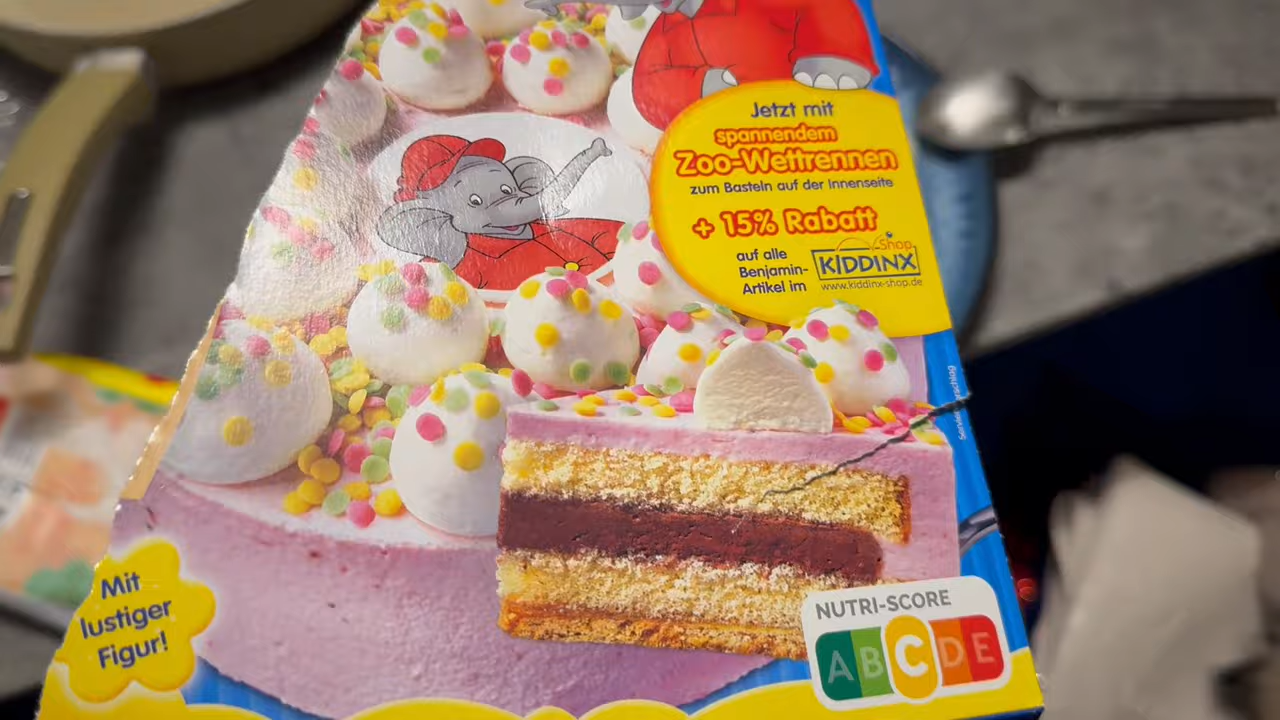 Jetzt mit
spannendem
Zoo-Wettrennen
zum Basteln auf der Innenseite
+ 15% Rabatt
auf alle
Benjamin-
Artikel im
Shop
KIDDINX
www.kiddinx-shop.de
Mit
lustiger
Figur!
NUTRI-SCORE
A B C D E